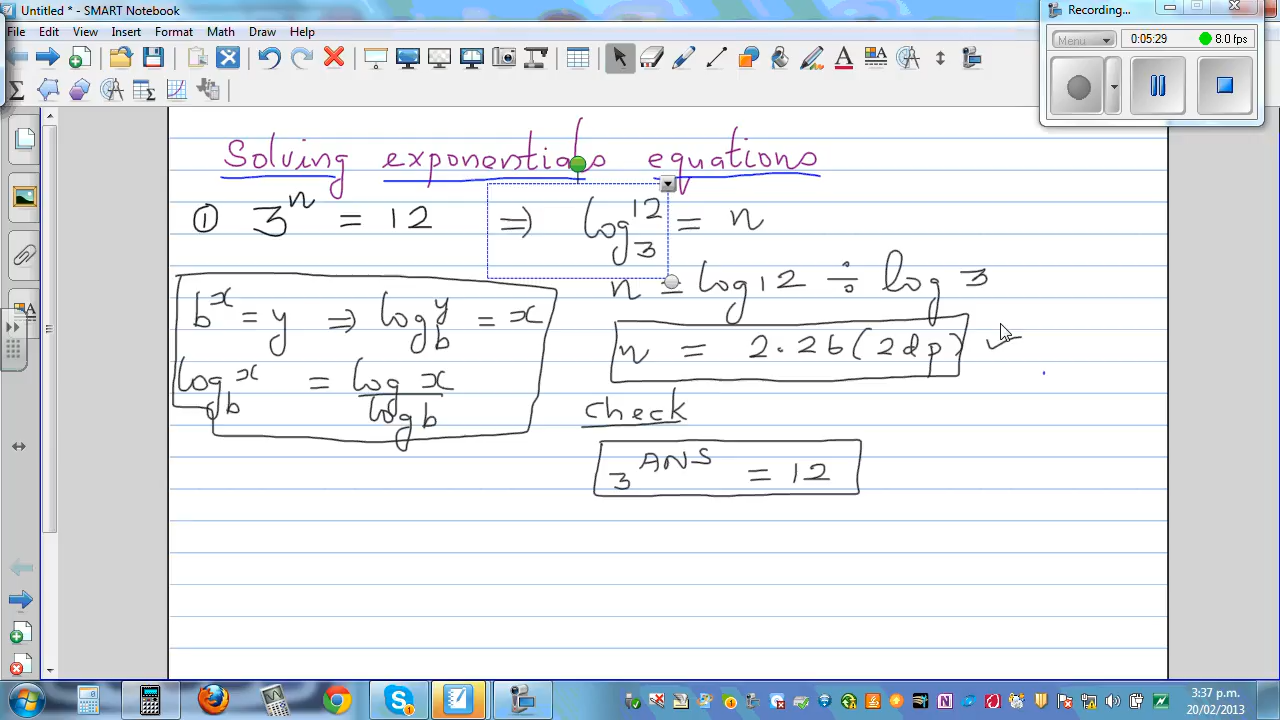 Untitled * - SMART Notebook
Recording...
File Edit View Insert Format Math Draw Help
Menu 0:05:29 8.0 fps
Solving exponentials equations
① 3ⁿ = 12 ⇒ log₃¹² = n
n = log 12 ÷ log 3
bˣ = y ⇒ log_b^y = x
n = 2.26 (2dp) ✓
log_b^x = log x / log b
check
3^ANS = 12
3:37 p.m.
20/02/2013